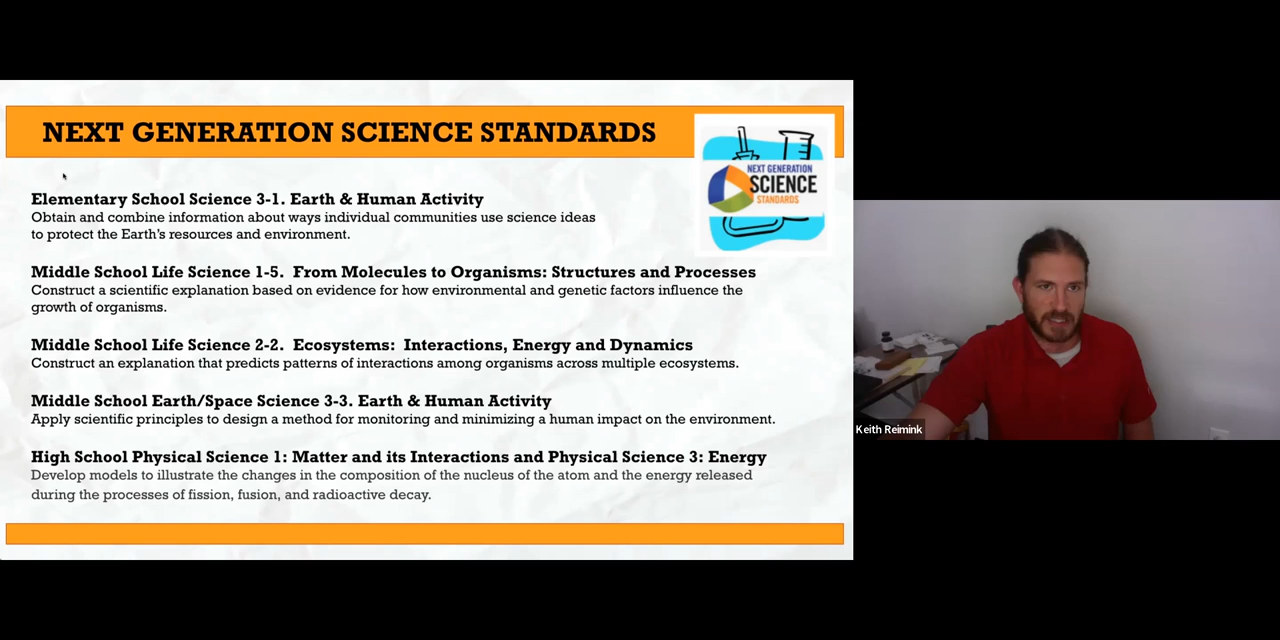 NEXT GENERATION SCIENCE STANDARDS
NEXT GENERATION
SCIENCE
STANDARDS
Elementary School Science 3-1. Earth & Human Activity
Obtain and combine information about ways individual communities use science ideas
to protect the Earth's resources and environment.
Middle School Life Science 1-5. From Molecules to Organisms: Structures and Processes
Construct a scientific explanation based on evidence for how environmental and genetic factors influence the
growth of organisms.
Middle School Life Science 2-2. Ecosystems: Interactions, Energy and Dynamics
Construct an explanation that predicts patterns of interactions among organisms across multiple ecosystems.
Middle School Earth/Space Science 3-3. Earth & Human Activity
Apply scientific principles to design a method for monitoring and minimizing a human impact on the environment.
High School Physical Science 1: Matter and its Interactions and Physical Science 3: Energy
Develop models to illustrate the changes in the composition of the nucleus of the atom and the energy released
during the processes of fission, fusion, and radioactive decay.
Keith Reimink